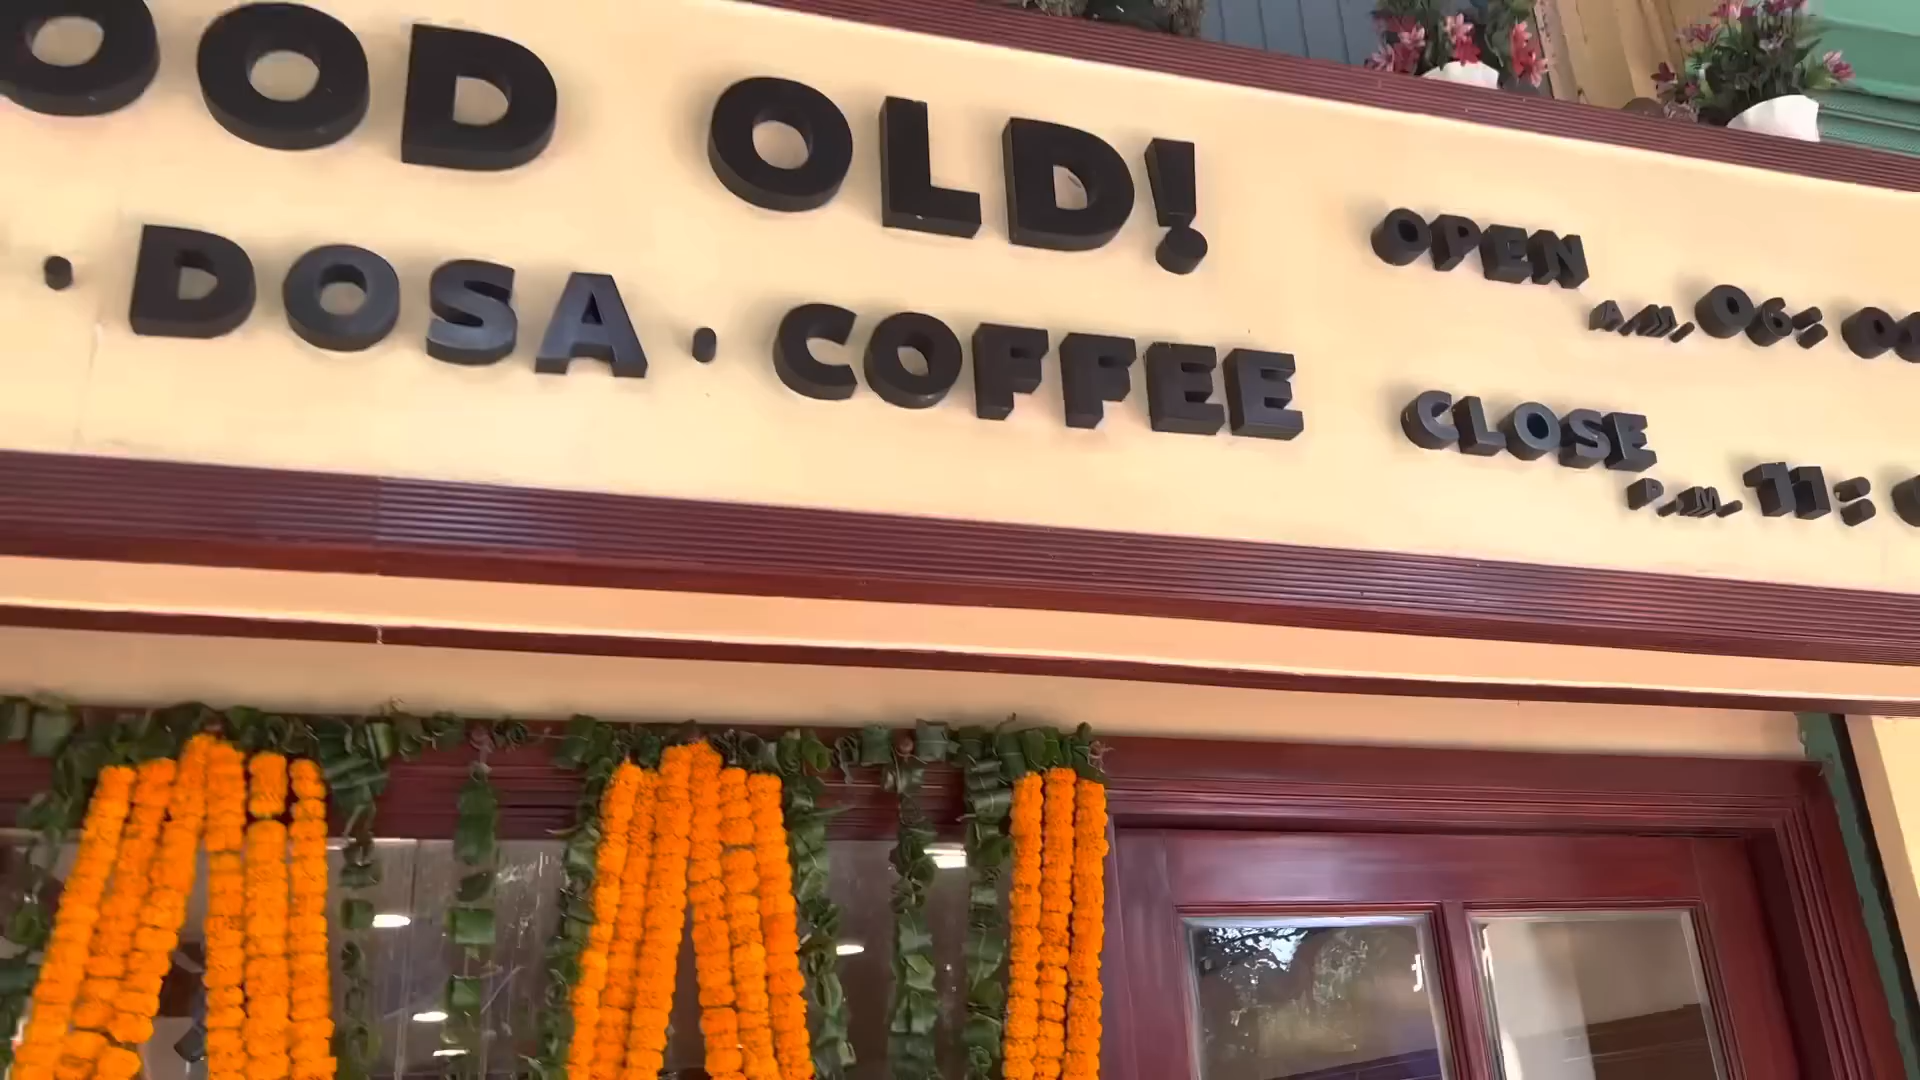 OOD OLD!
· DOSA · COFFEE
OPEN
A.M. 06:
CLOSE
P.M. 11: